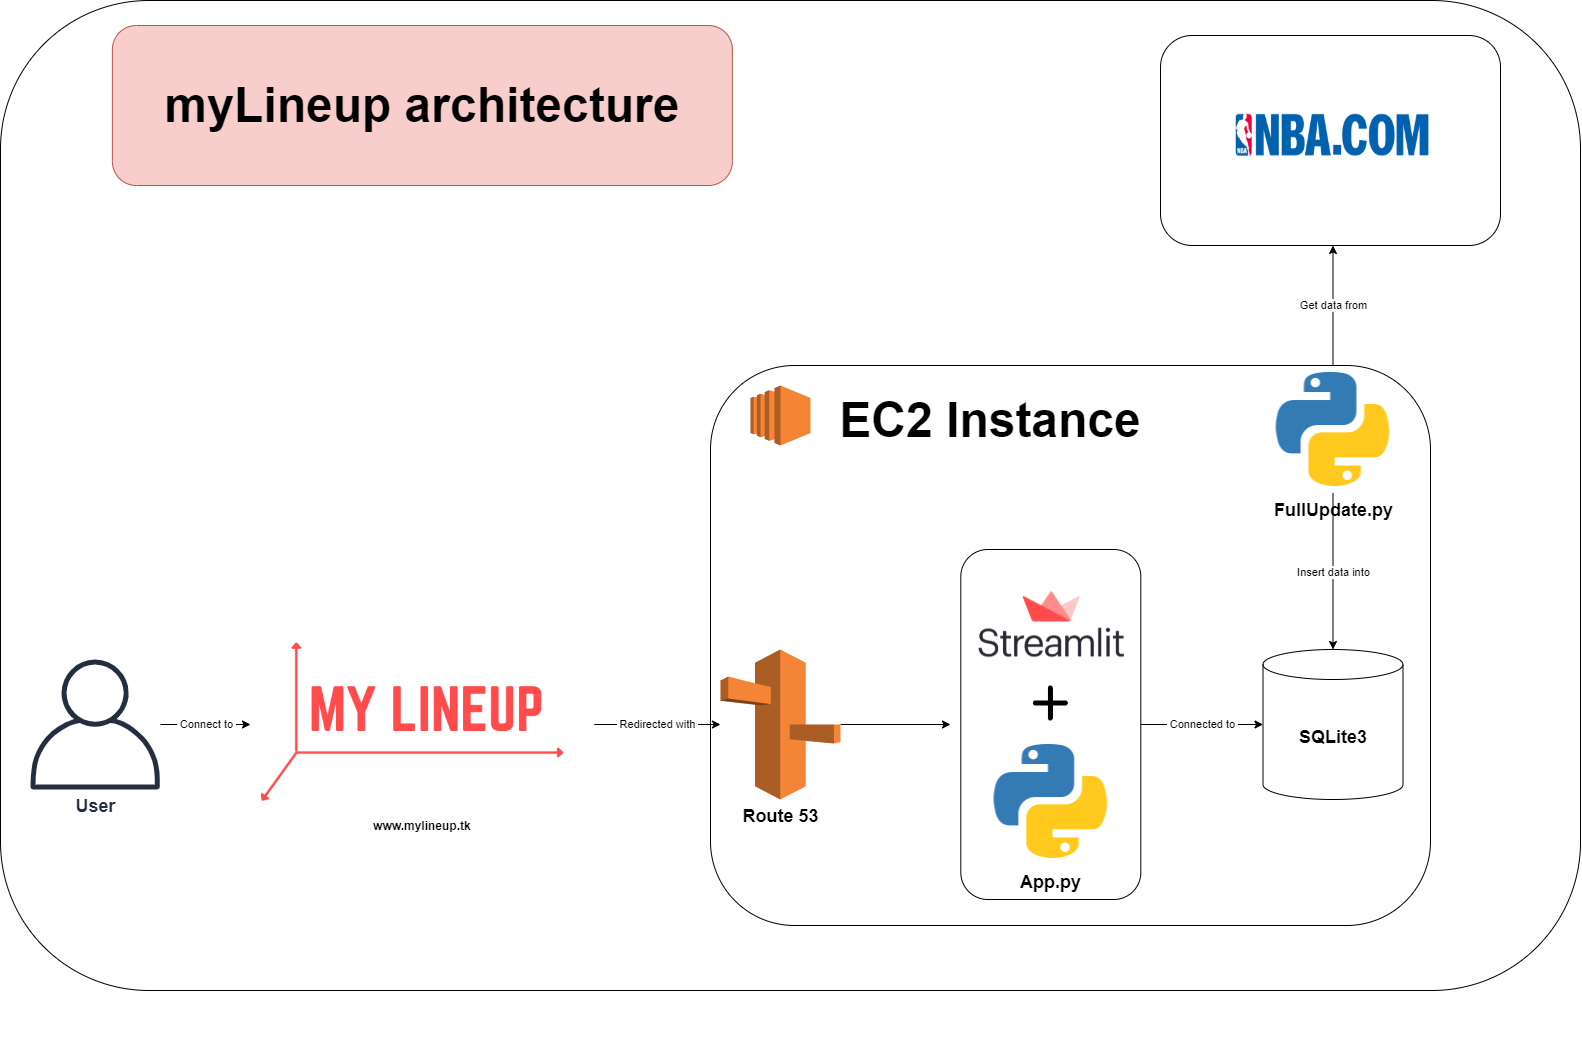 myLineup architecture
NBA
NBA.COM
Get data from
EC2 Instance
FullUpdate.py
Insert data into
Streamlit
+
MY LINEUP
Connect to
Redirected with
Connected to
SQLite3
User
Route 53
www.mylineup.tk
App.py